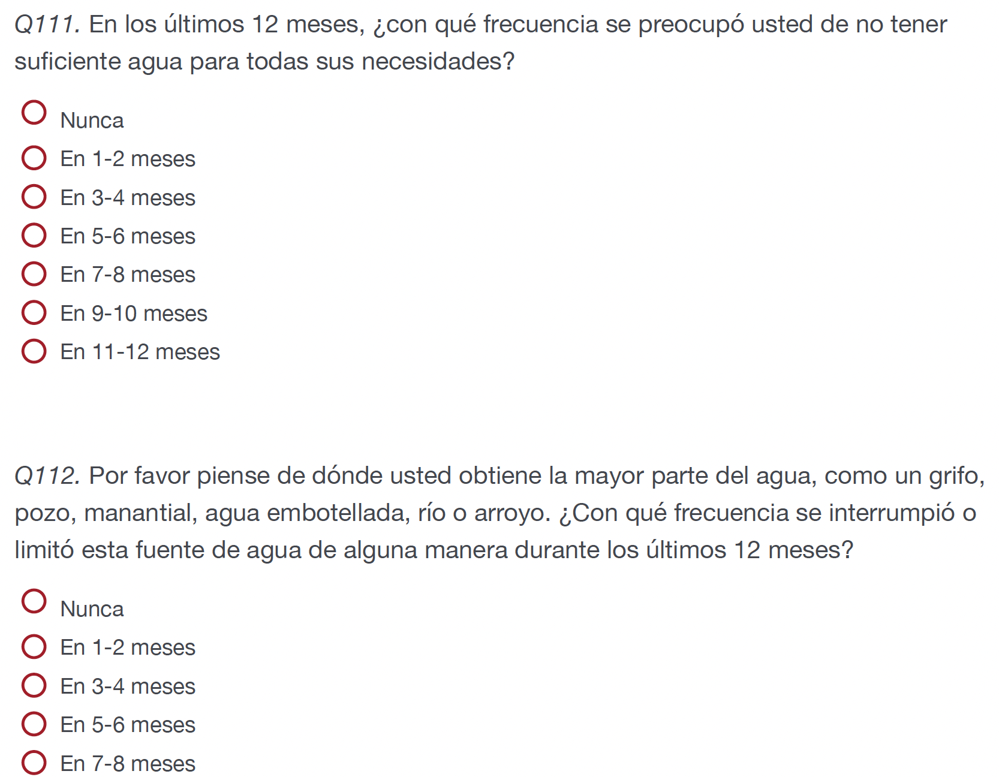 Q111. En los últimos 12 meses, ¿con qué frecuencia se preocupó usted de no tener
suficiente agua para todas sus necesidades?
Nunca
En 1-2 meses
En 3-4 meses
En 5-6 meses
En 7-8 meses
En 9-10 meses
En 11-12 meses
Q112. Por favor piense de dónde usted obtiene la mayor parte del agua, como un grifo,
pozo, manantial, agua embotellada, río o arroyo. ¿Con qué frecuencia se interrumpió o
limitó esta fuente de agua de alguna manera durante los últimos 12 meses?
Nunca
En 1-2 meses
En 3-4 meses
En 5-6 meses
En 7-8 meses